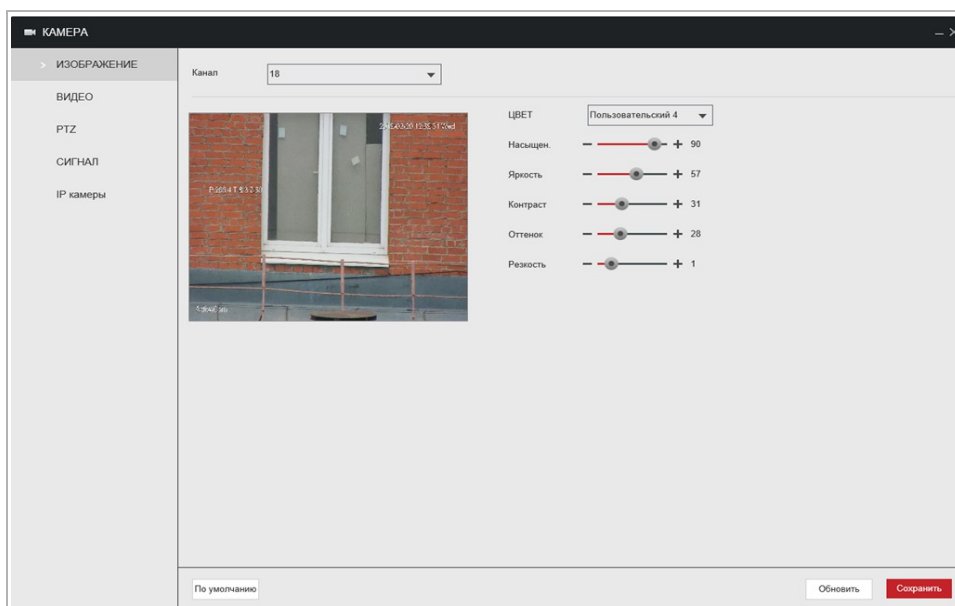 КАМЕРА
ИЗОБРАЖЕНИЕ
ВИДЕО
PTZ
СИГНАЛ
IP камеры
Канал 18
ЦВЕТ Пользовательский 4
Насыщен. 90
Яркость 57
Контраст 31
Оттенок 28
Резкость 1
По умолчанию Обновить Сохранить